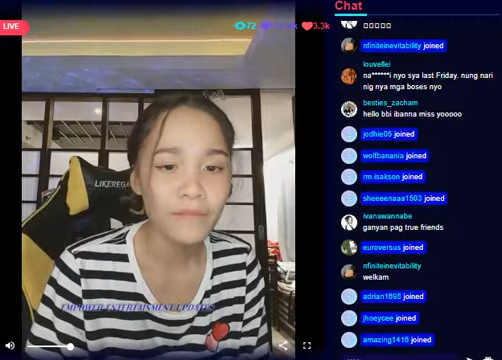 Chat
LIVE
72
3.3k
nfiniteinevitability joined
louvellei
na******i nyo sya last Friday. nung nari
nig nya mga boses nyo
besties_zacham
hello bbi ibanna miss yooooo
jodhie05 joined
wolfbanania joined
rm.isakson joined
sheeeenaaa1503 joined
ivanawannabe
ganyan pag true friends
euroversus joined
nfiniteinevitability
welkam
adrian1698 joined
jhoeycee joined
amazing1416 joined
LIKEREGA
EMPOWER ENTERTAINMENT UPDATES